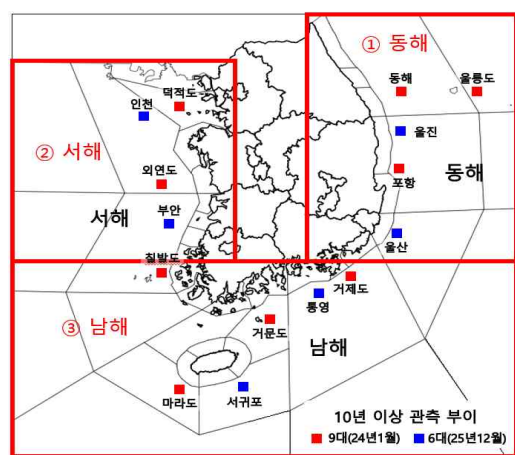 ① 동해
동해
울릉도
덕적도
인천
울진
② 서해
포항
외연도
동해
부안
서해
울산
칠발도
거제도
통영
③ 남해
거문도
남해
마라도
서귀포
10년 이상 관측 부이
9대(24년1월)
6대(25년12월)